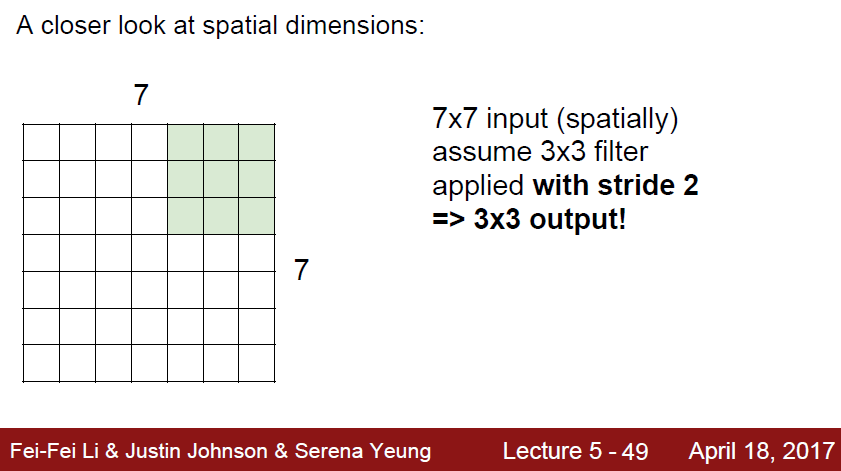 A closer look at spatial dimensions:
7
7x7 input (spatially)
assume 3x3 filter
applied with stride 2
=> 3x3 output!
7
Fei-Fei Li & Justin Johnson & Serena Yeung
Lecture 5 - 49
April 18, 2017